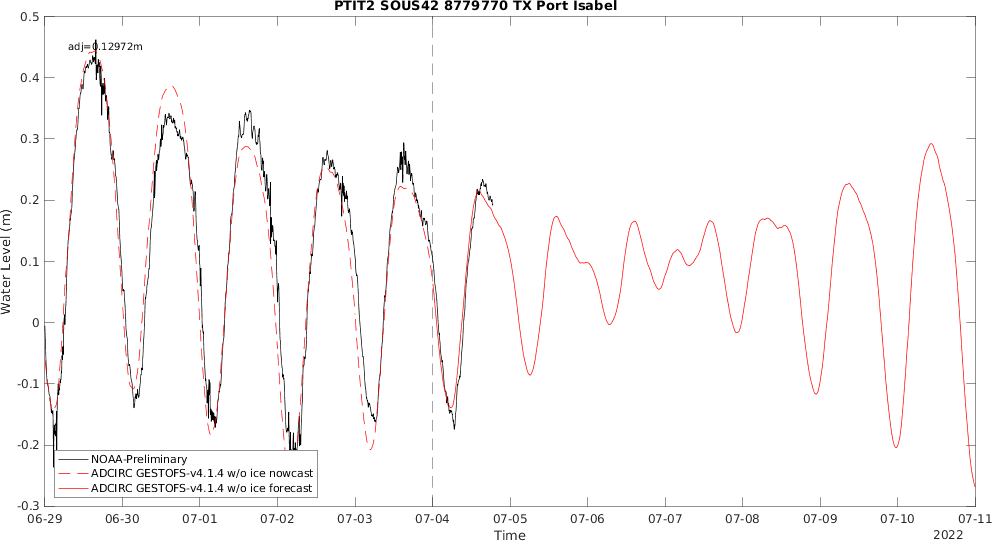 PTIT2 SOUS42 8779770 TX Port Isabel
adj=0.12972m
0.5
0.4
0.3
0.2
0.1
0
-0.1
-0.2
-0.3
Water Level (m)
NOAA-Preliminary
ADCIRC GESTOFS-v4.1.4 w/o ice nowcast
ADCIRC GESTOFS-v4.1.4 w/o ice forecast
06-29 06-30 07-01 07-02 07-03 07-04 07-05 07-06 07-07 07-08 07-09 07-10 07-11
Time
2022